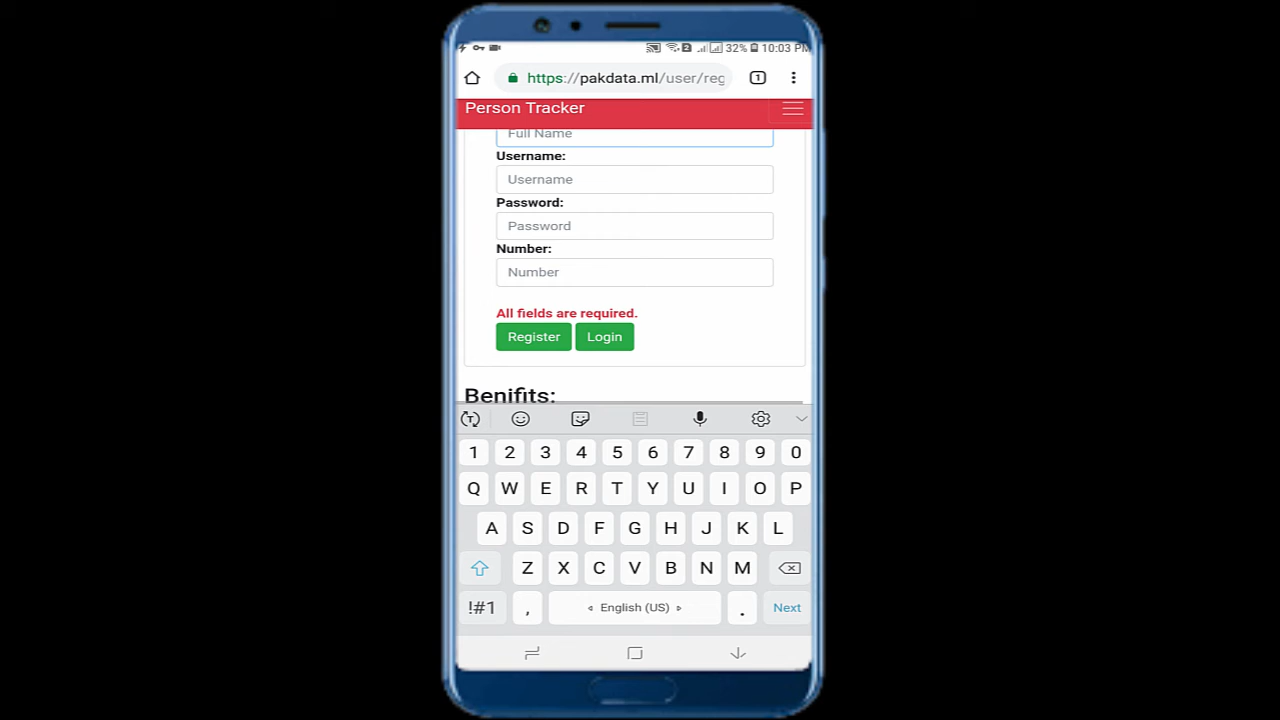 32% 10:03 PM
https://pakdata.ml/user/reg
1
Person Tracker
Full Name
Username:
Username
Password:
Password
Number:
Number
All fields are required.
Register Login
Benifits:
1 2 3 4 5 6 7 8 9 0
Q W E R T Y U I O P
A S D F G H J K L
Z X C V B N M
!#1 , English (US) . Next